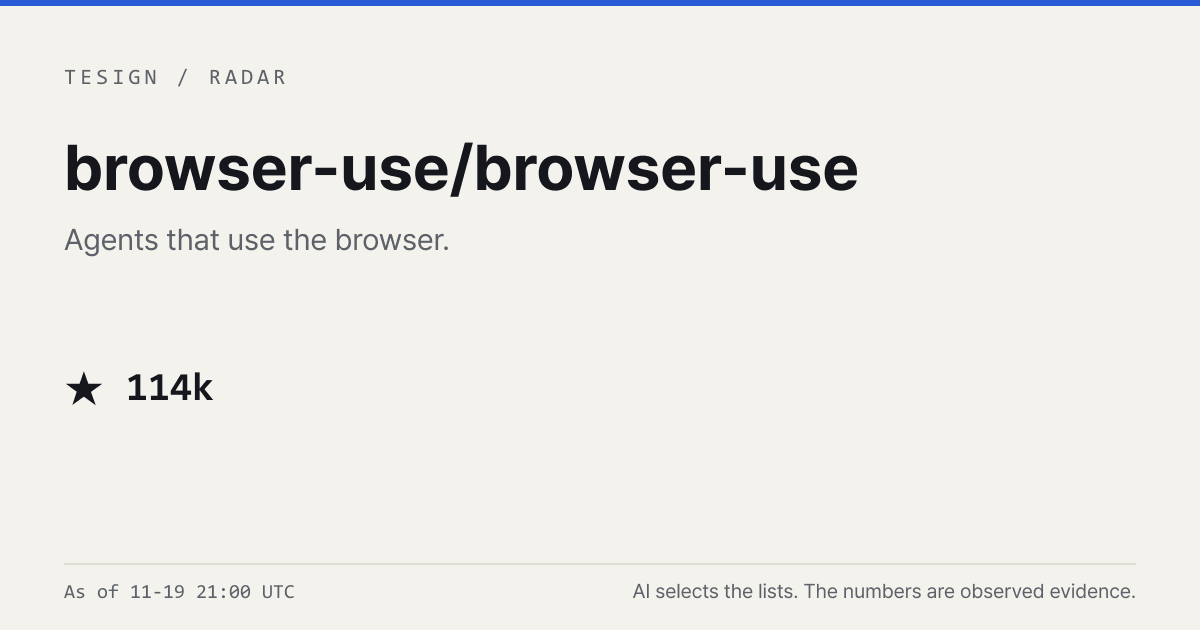 TESIGN / RADAR
browser-use/browser-use
Agents that use the browser.
★ 114k
As of 11-19 21:00 UTC
AI selects the lists. The numbers are observed evidence.